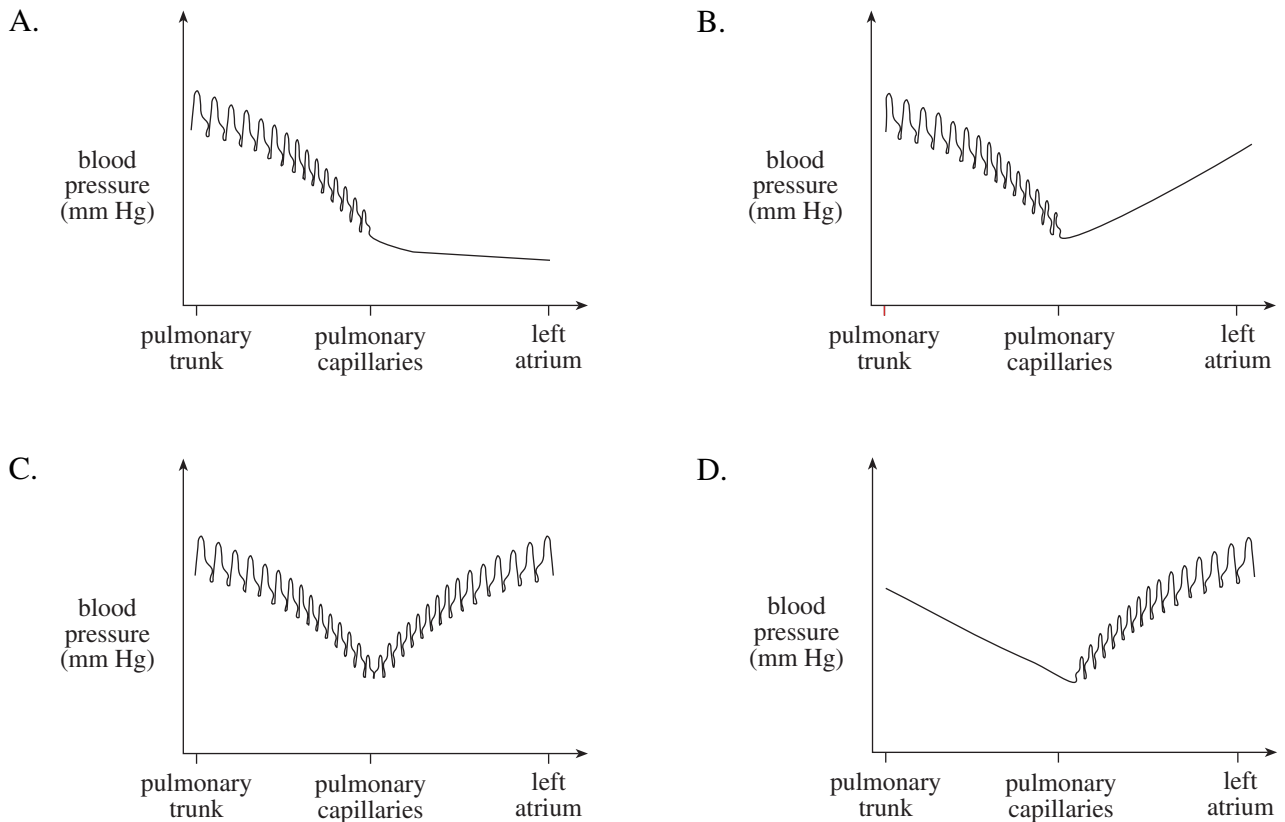 A.
blood
pressure
(mm Hg)
pulmonary
trunk
pulmonary
capillaries
left
atrium
B.
blood
pressure
(mm Hg)
pulmonary
trunk
pulmonary
capillaries
left
atrium
C.
blood
pressure
(mm Hg)
pulmonary
trunk
pulmonary
capillaries
left
atrium
D.
blood
pressure
(mm Hg)
pulmonary
trunk
pulmonary
capillaries
left
atrium